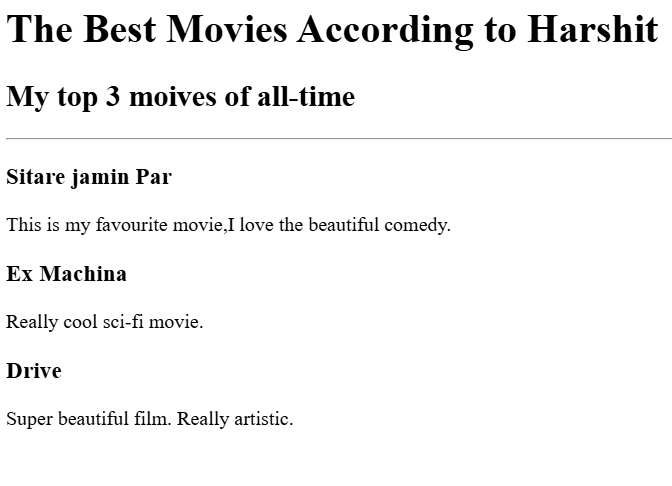 The Best Movies According to Harshit
My top 3 moives of all-time
Sitare jamin Par
This is my favourite movie,I love the beautiful comedy.
Ex Machina
Really cool sci-fi movie.
Drive
Super beautiful film. Really artistic.